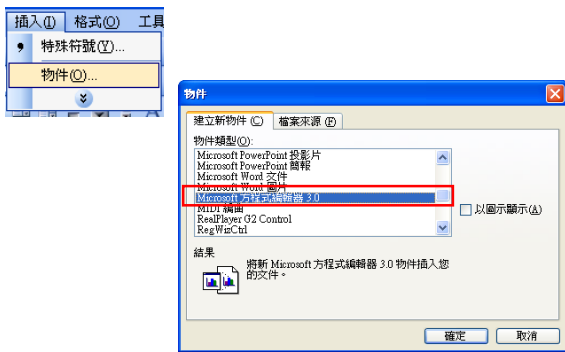 插入(I) 格式(O) 工具
特殊符號(Y)...
物件(O)...
物件
建立新物件(C) 檔案來源(F)
物件類型(O):
Microsoft PowerPoint 投影片
Microsoft PowerPoint 簡報
Microsoft Word 文件
Microsoft Word 圖片
Microsoft 方程式編輯器 3.0
MIDI 編曲
RealPlayer G2 Control
RegWizCtrl
以圖示顯示(A)
結果
將新 Microsoft 方程式編輯器 3.0 物件插入您
的文件。
確定 取消